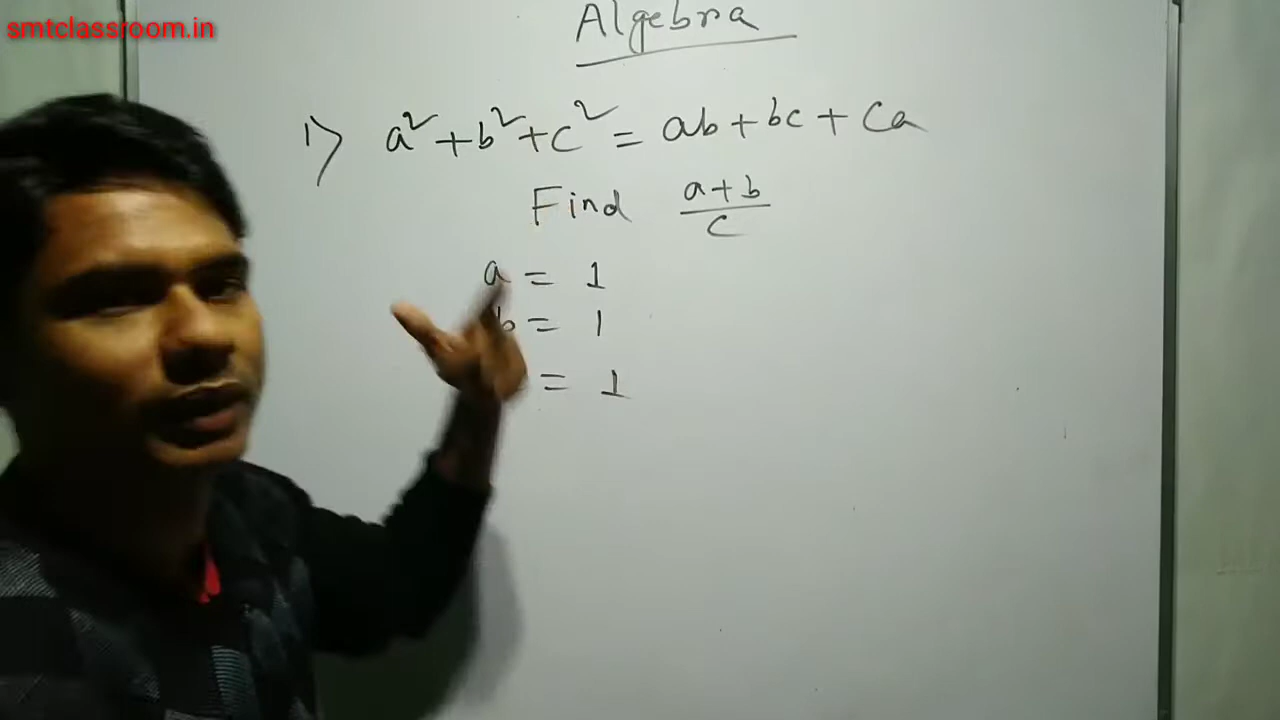 smtclassroom.in
Algebra
1) a² + b² + c² = ab + bc + ca
Find (a+b)/c
a = 1
b = 1
= 1